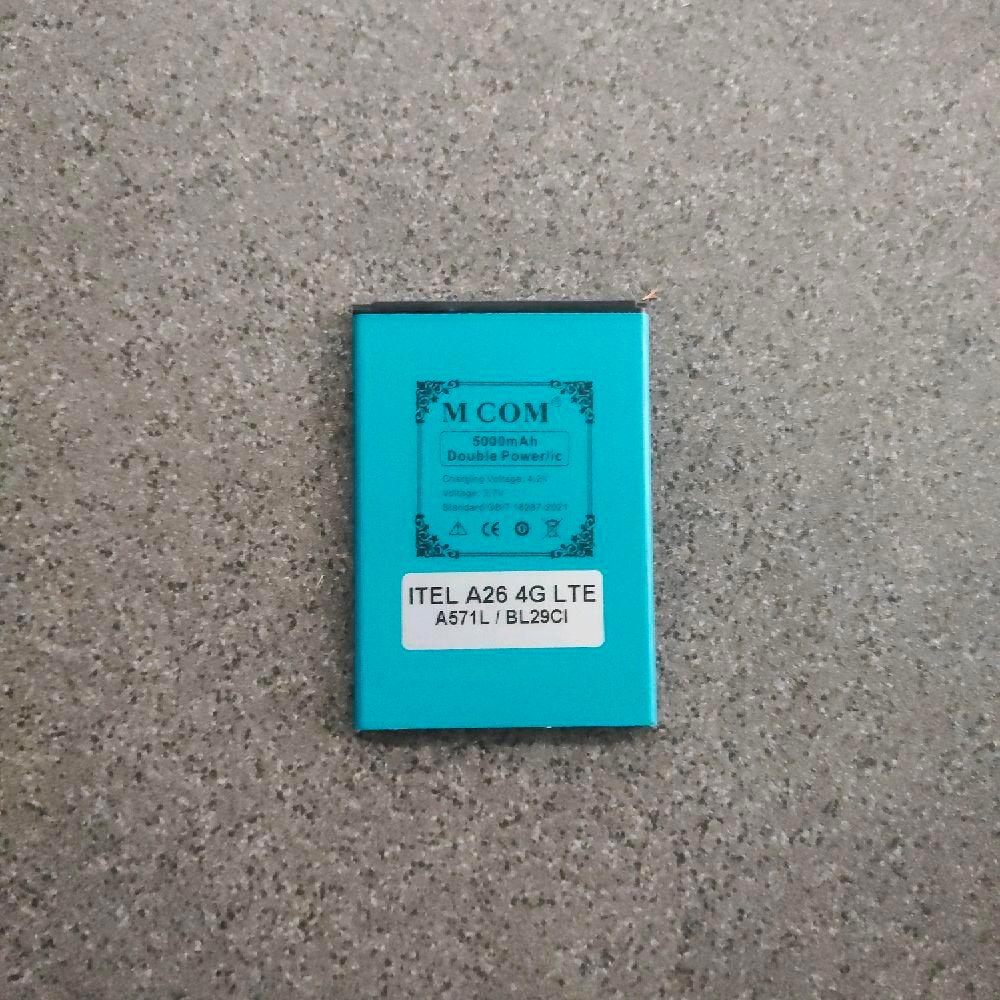 M COM®
5000mAh
Double Power/ic
Charging Voltage: 4.2V
Voltage: 3.7V
Standard GB/T 18287-2021
CE
ITEL A26 4G LTE
A571L / BL29CI